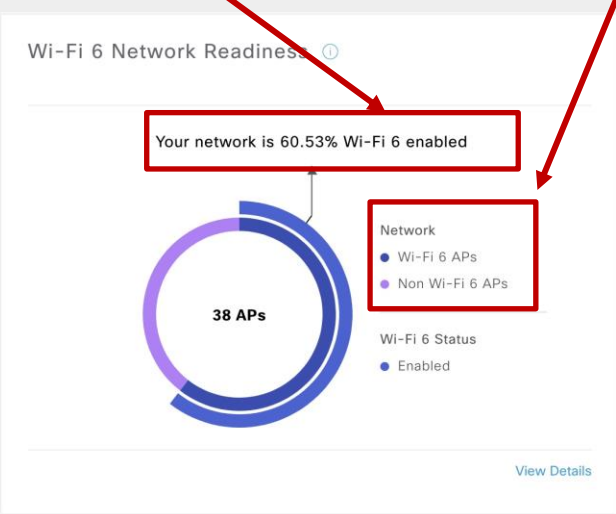 Wi-Fi 6 Network Readiness
Your network is 60.53% Wi-Fi 6 enabled
Network
Wi-Fi 6 APs
Non Wi-Fi 6 APs
38 APs
Wi-Fi 6 Status
Enabled
View Details